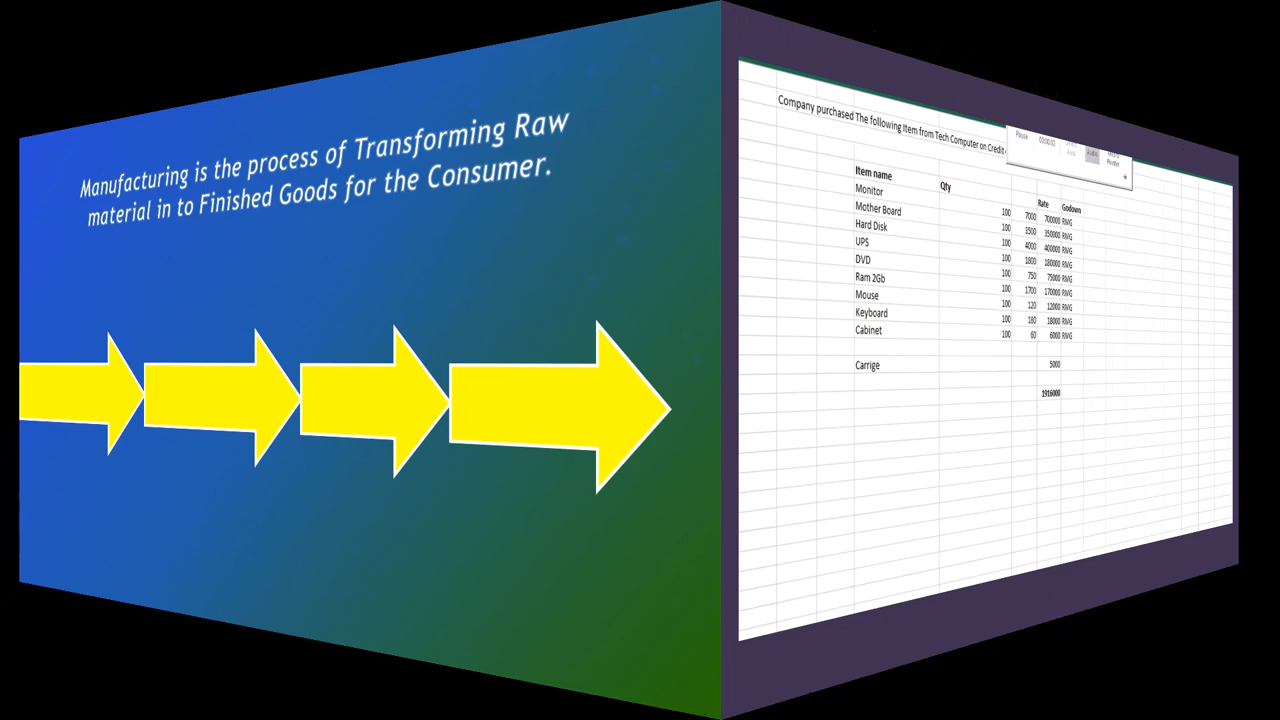 Manufacturing is the process of Transforming Raw
material in to Finished Goods for the Consumer.
Company purchased The following Item from Tech Computer on Credit
Pause
00:00:00
Item name Qty Rate Godown
Monitor 100 7000 700000 RMG
Mother Board 100 3500 350000 RMG
Hard Disk 100 4000 400000 RMG
UPS 100 1800 180000 RMG
DVD 100 750 75000 RMG
Ram 2Gb 100 1700 170000 RMG
Mouse 100 120 12000 RMG
Keyboard 100 180 18000 RMG
Cabinet 100 60 6000 RMG
Carrige 5000
1916000